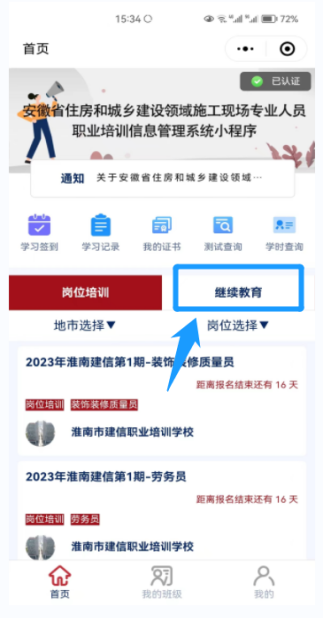 15:34 72%
首页
已认证
安徽省住房和城乡建设领域施工现场专业人员
职业培训信息管理系统小程序
通知 关于安徽省住房和城乡建设领域…
学习签到 学习记录 我的证书 测试查询 学时查询
岗位培训 继续教育
地市选择▼ 岗位选择▼
2023年淮南建信第1期-装饰装修质量员
距离报名结束还有 16 天
岗位培训 装饰装修质量员
淮南市建信职业培训学校
2023年淮南建信第1期-劳务员
距离报名结束还有 16 天
岗位培训 劳务员
淮南市建信职业培训学校
首页 我的班级 我的